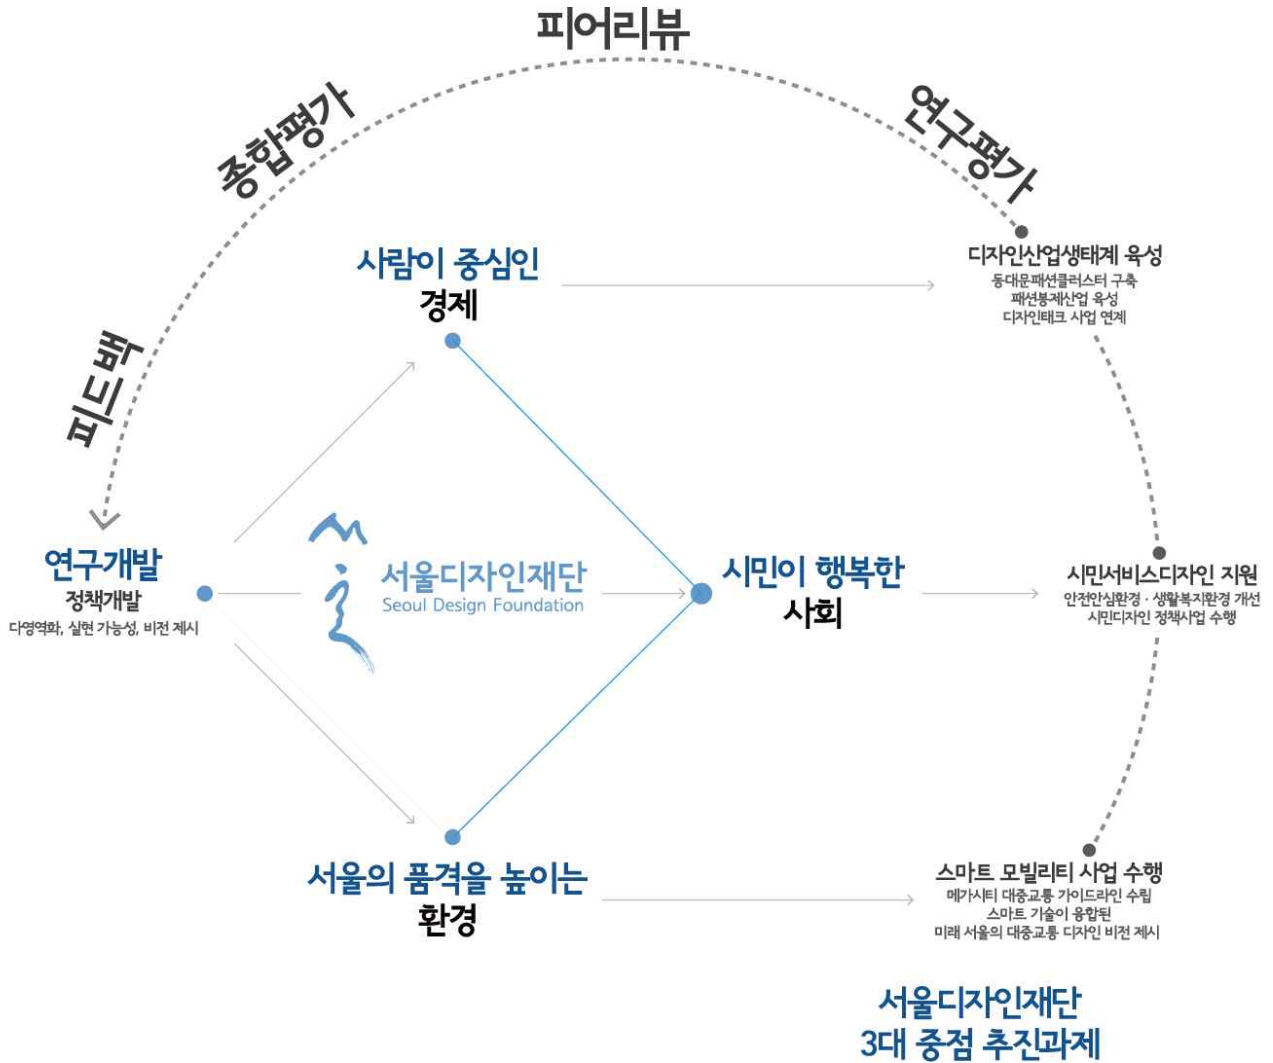 피어리뷰
종합평가
연구평가
피드백
사람이 중심인
경제
디자인산업생태계 육성
동대문패션클러스터 구축
패션봉제산업 육성
디자인태크 사업 연계
연구개발
정책개발
다영역화, 실현 가능성, 비전 제시
서울디자인재단
Seoul Design Foundation
시민이 행복한
사회
시민서비스디자인 지원
안전안심환경 · 생활복지환경 개선
시민디자인 정책사업 수행
서울의 품격을 높이는
환경
스마트 모빌리티 사업 수행
메가시티 대중교통 가이드라인 수립
스마트 기술이 융합된
미래 서울의 대중교통 디자인 비전 제시
서울디자인재단
3대 중점 추진과제